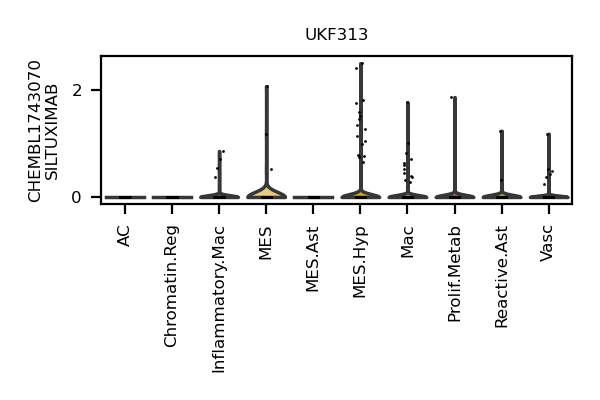 UKF313
CHEMBL1743070
SILTUXIMAB
2
0
AC
Chromatin.Reg
Inflammatory.Mac
MES
MES.Ast
MES.Hyp
Mac
Prolif.Metab
Reactive.Ast
Vasc